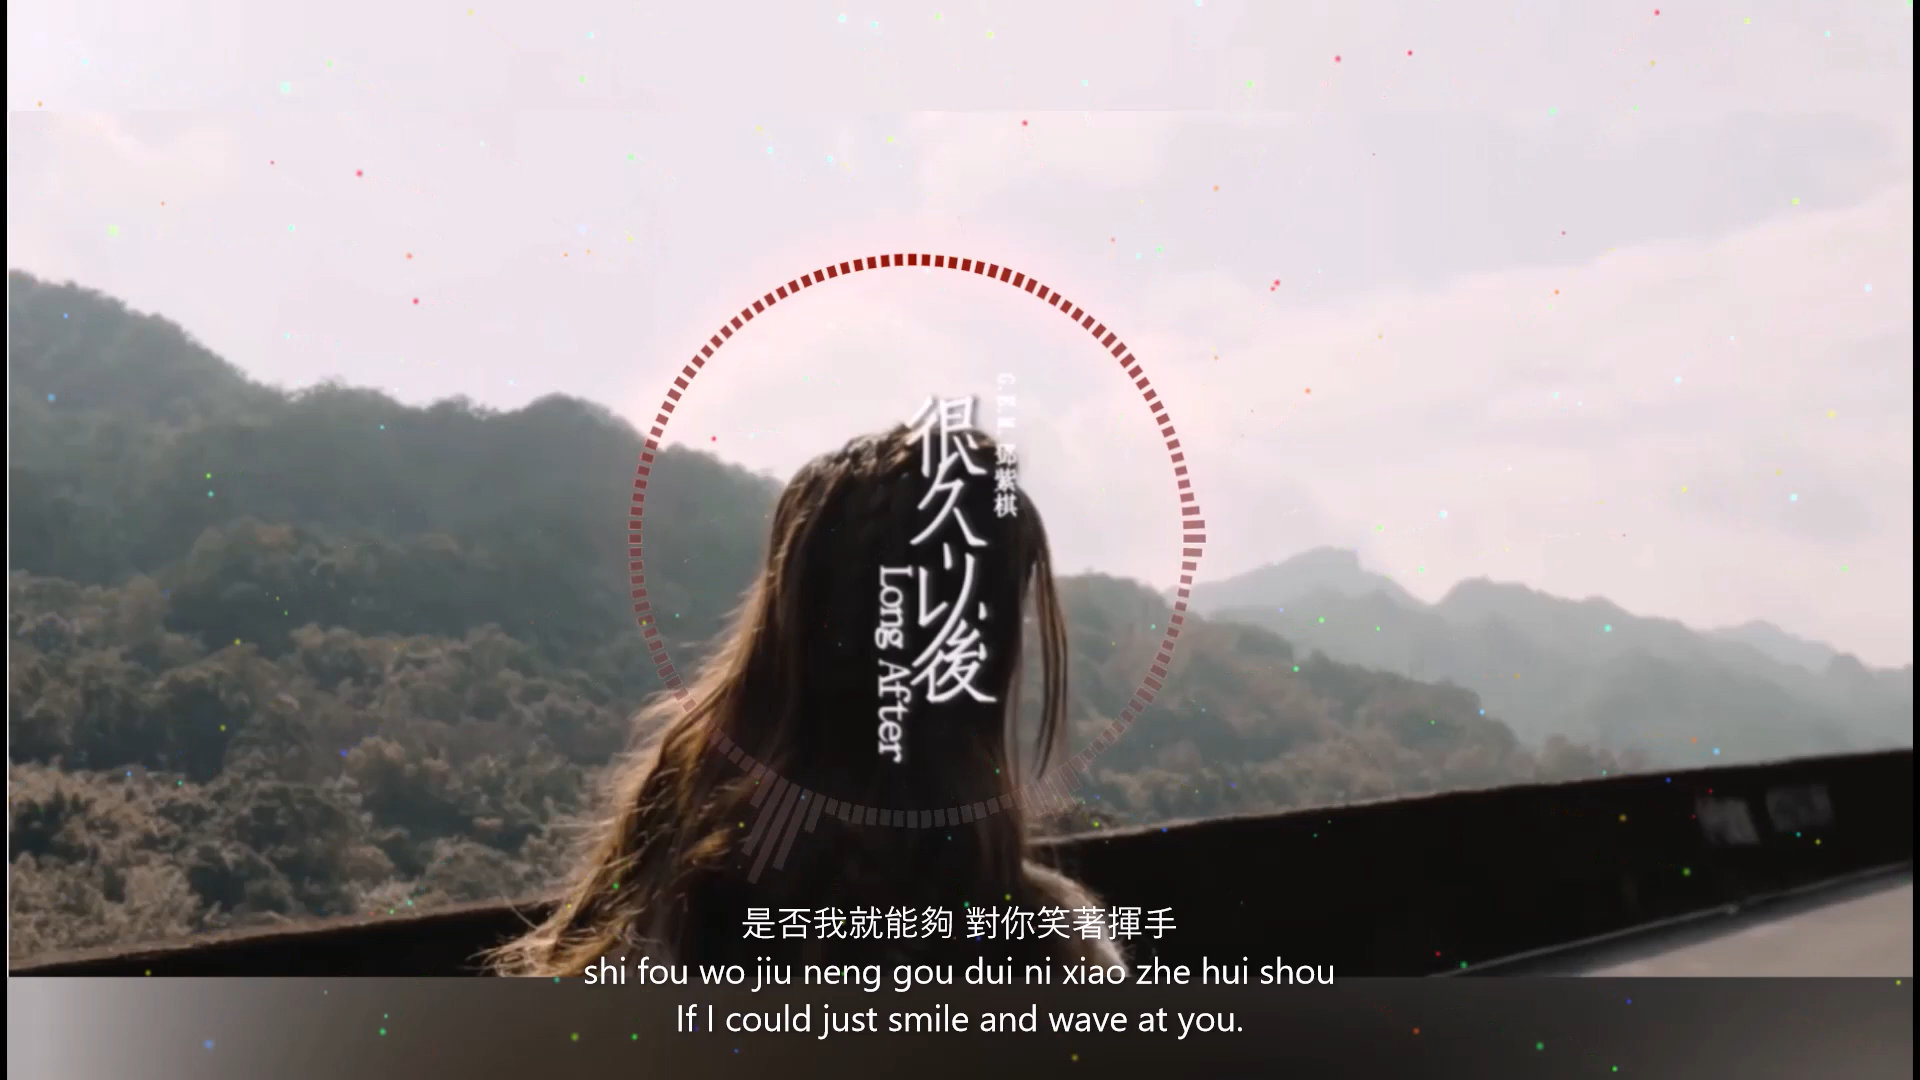 G.E.M. 鄧紫棋
很久以後
Long After
是否我就能夠 對你笑著揮手
shi fou wo jiu neng gou dui ni xiao zhe hui shou
If I could just smile and wave at you.